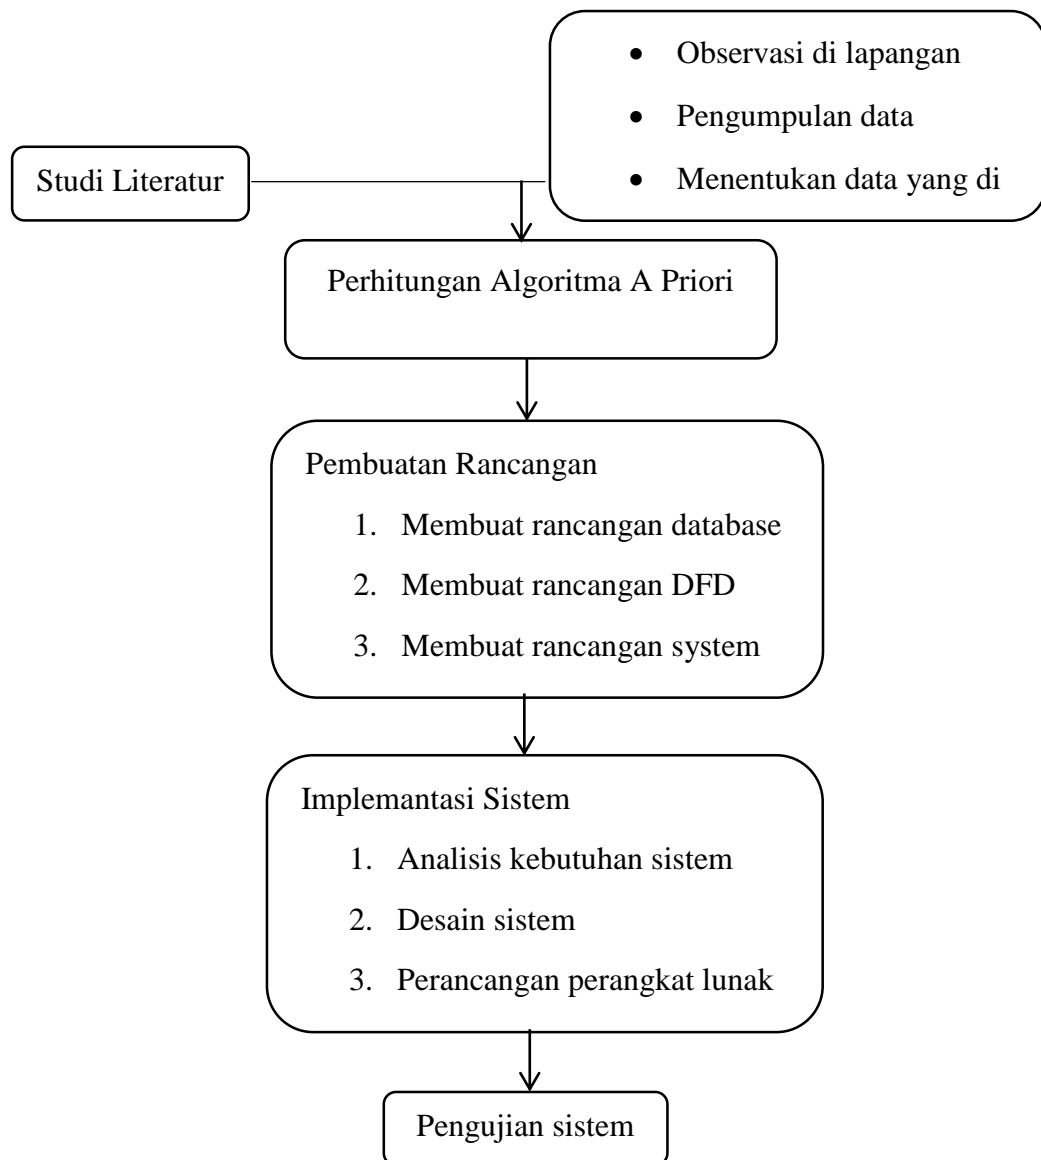 • Observasi di lapangan
• Pengumpulan data
• Menentukan data yang di
Studi Literatur
Perhitungan Algoritma A Priori
Pembuatan Rancangan
1. Membuat rancangan database
2. Membuat rancangan DFD
3. Membuat rancangan system
Implemantasi Sistem
1. Analisis kebutuhan sistem
2. Desain sistem
3. Perancangan perangkat lunak
Pengujian sistem